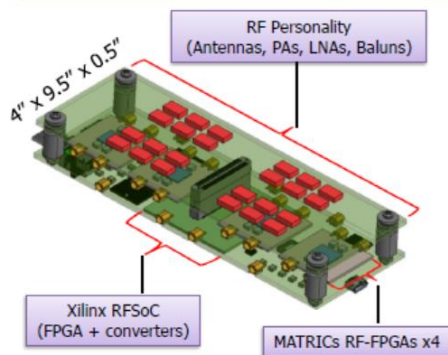 RF Personality
(Antennas, PAs, LNAs, Baluns)
4" x 9.5" x 0.5"
Xilinx RFSoC
(FPGA + converters)
MATRICs RF-FPGAs x4